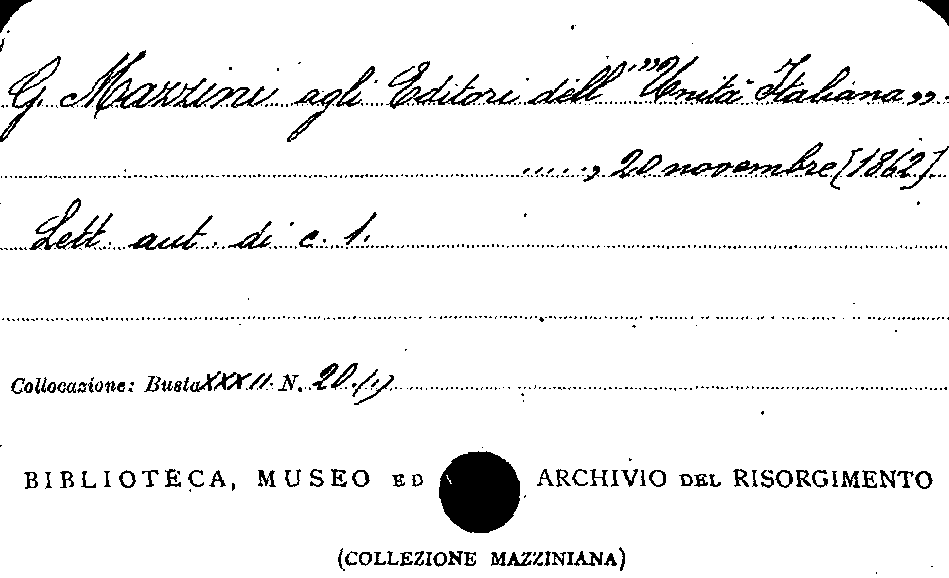 G. Mazzini agli Editori dell'"Unità Italiana".
....., 20 novembre [1862]
Lett. aut. di c. 1.
Collocazione: Busta XXXII. N. 20.(1)
BIBLIOTECA, MUSEO ED ARCHIVIO DEL RISORGIMENTO
(COLLEZIONE MAZZINIANA)